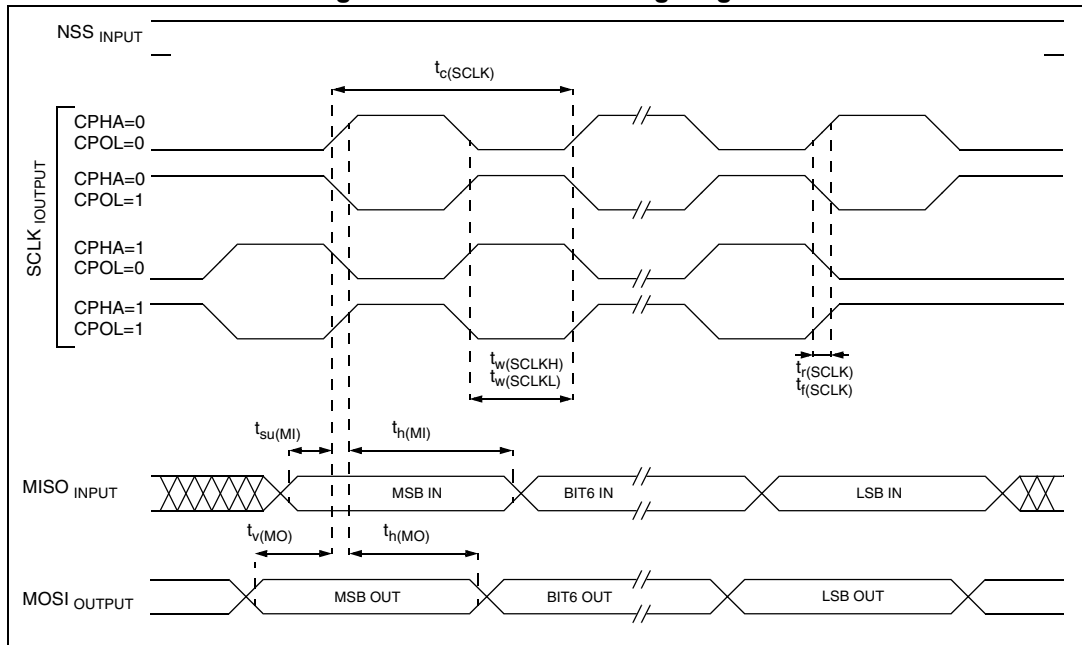 NSS INPUT
tc(SCLK)
SCLK IOUTPUT
CPHA=0
CPOL=0
CPHA=0
CPOL=1
CPHA=1
CPOL=0
CPHA=1
CPOL=1
tw(SCLKH)
tw(SCLKL)
tr(SCLK)
tf(SCLK)
tsu(MI)
th(MI)
MISO INPUT
MSB IN
BIT6 IN
LSB IN
tv(MO)
th(MO)
MOSI OUTPUT
MSB OUT
BIT6 OUT
LSB OUT